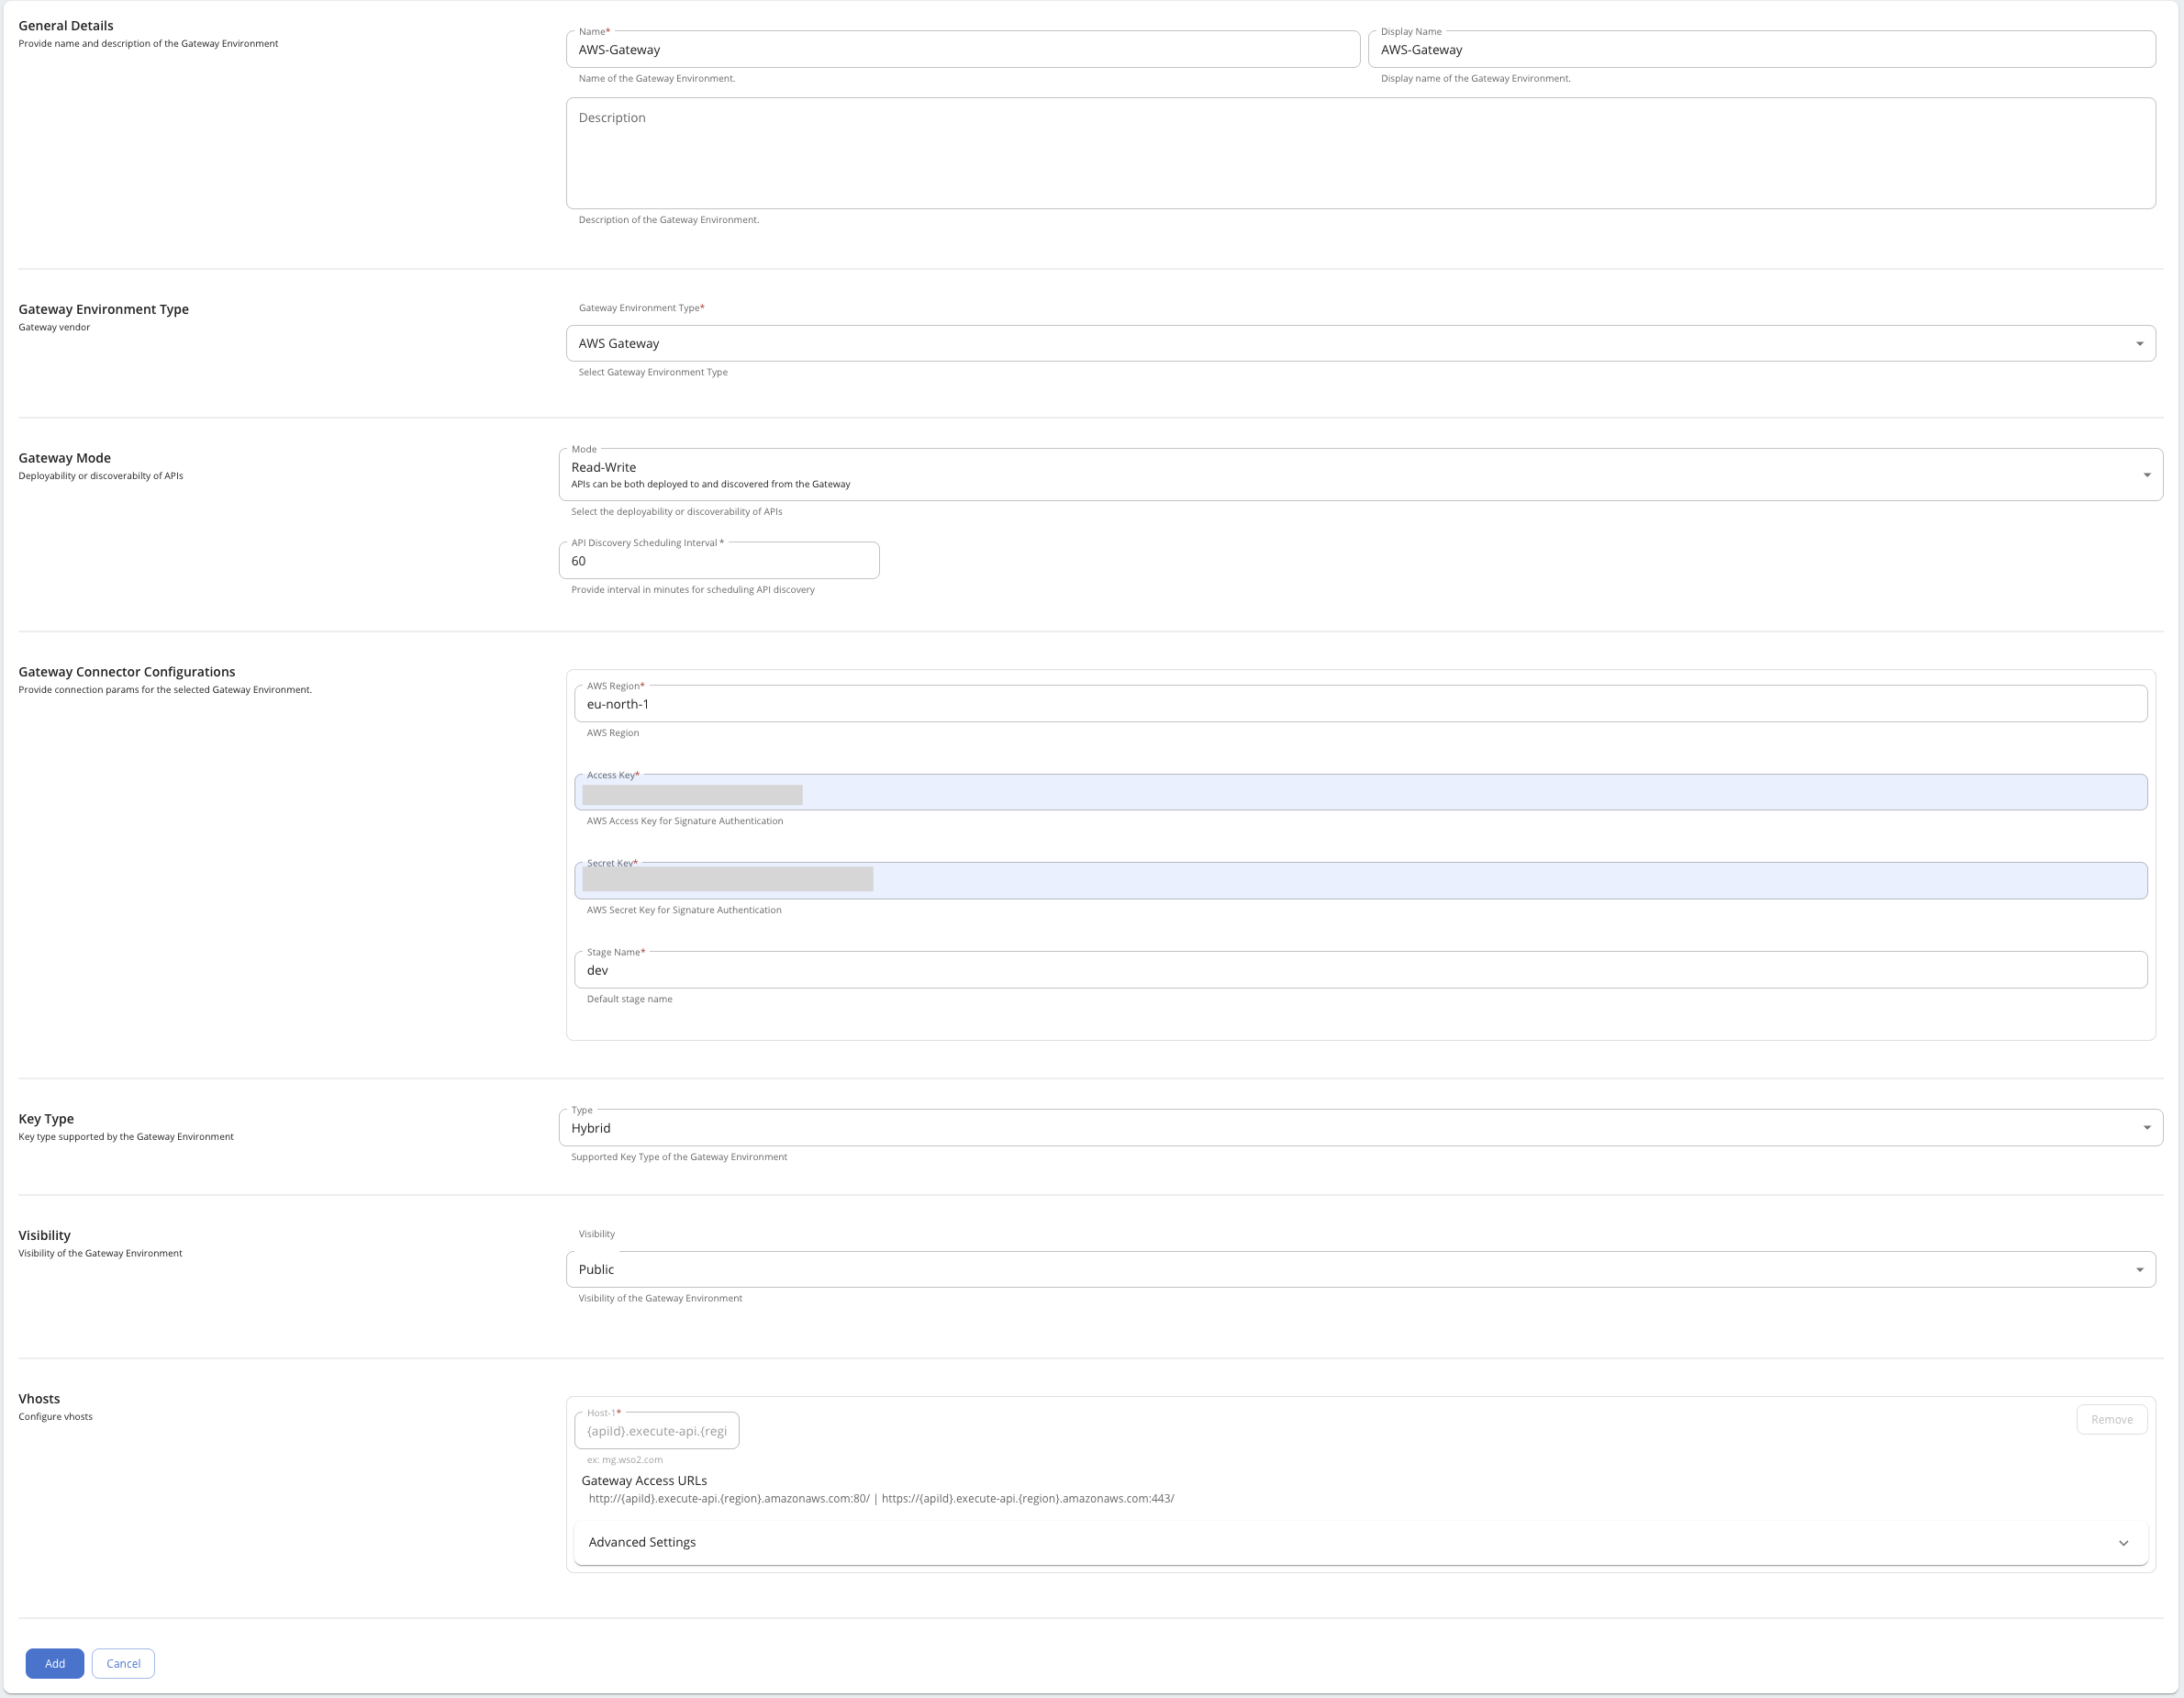 General Details
Provide name and description of the Gateway Environment
Name*
AWS-Gateway
Name of the Gateway Environment.
Display Name
AWS-Gateway
Display name of the Gateway Environment.
Description
Description of the Gateway Environment.
Gateway Environment Type
Gateway vendor
Gateway Environment Type*
AWS Gateway
Select Gateway Environment Type
Gateway Mode
Deployability or discoverabilty of APIs
Mode
Read-Write
APIs can be both deployed to and discovered from the Gateway
Select the deployability or discoverability of APIs
API Discovery Scheduling Interval *
60
Provide interval in minutes for scheduling API discovery
Gateway Connector Configurations
Provide connection params for the selected Gateway Environment.
AWS Region*
eu-north-1
AWS Region
Access Key*
AWS Access Key for Signature Authentication
Secret Key*
AWS Secret Key for Signature Authentication
Stage Name*
dev
Default stage name
Key Type
Key type supported by the Gateway Environment
Type
Hybrid
Supported Key Type of the Gateway Environment
Visibility
Visibility of the Gateway Environment
Visibility
Public
Visibility of the Gateway Environment
Vhosts
Configure vhosts
Host-1*
{apiId}.execute-api.{regi
Remove
ex: mg.wso2.com
Gateway Access URLs
http://{apiId}.execute-api.{region}.amazonaws.com:80/ | https://{apiId}.execute-api.{region}.amazonaws.com:443/
Advanced Settings
Add
Cancel